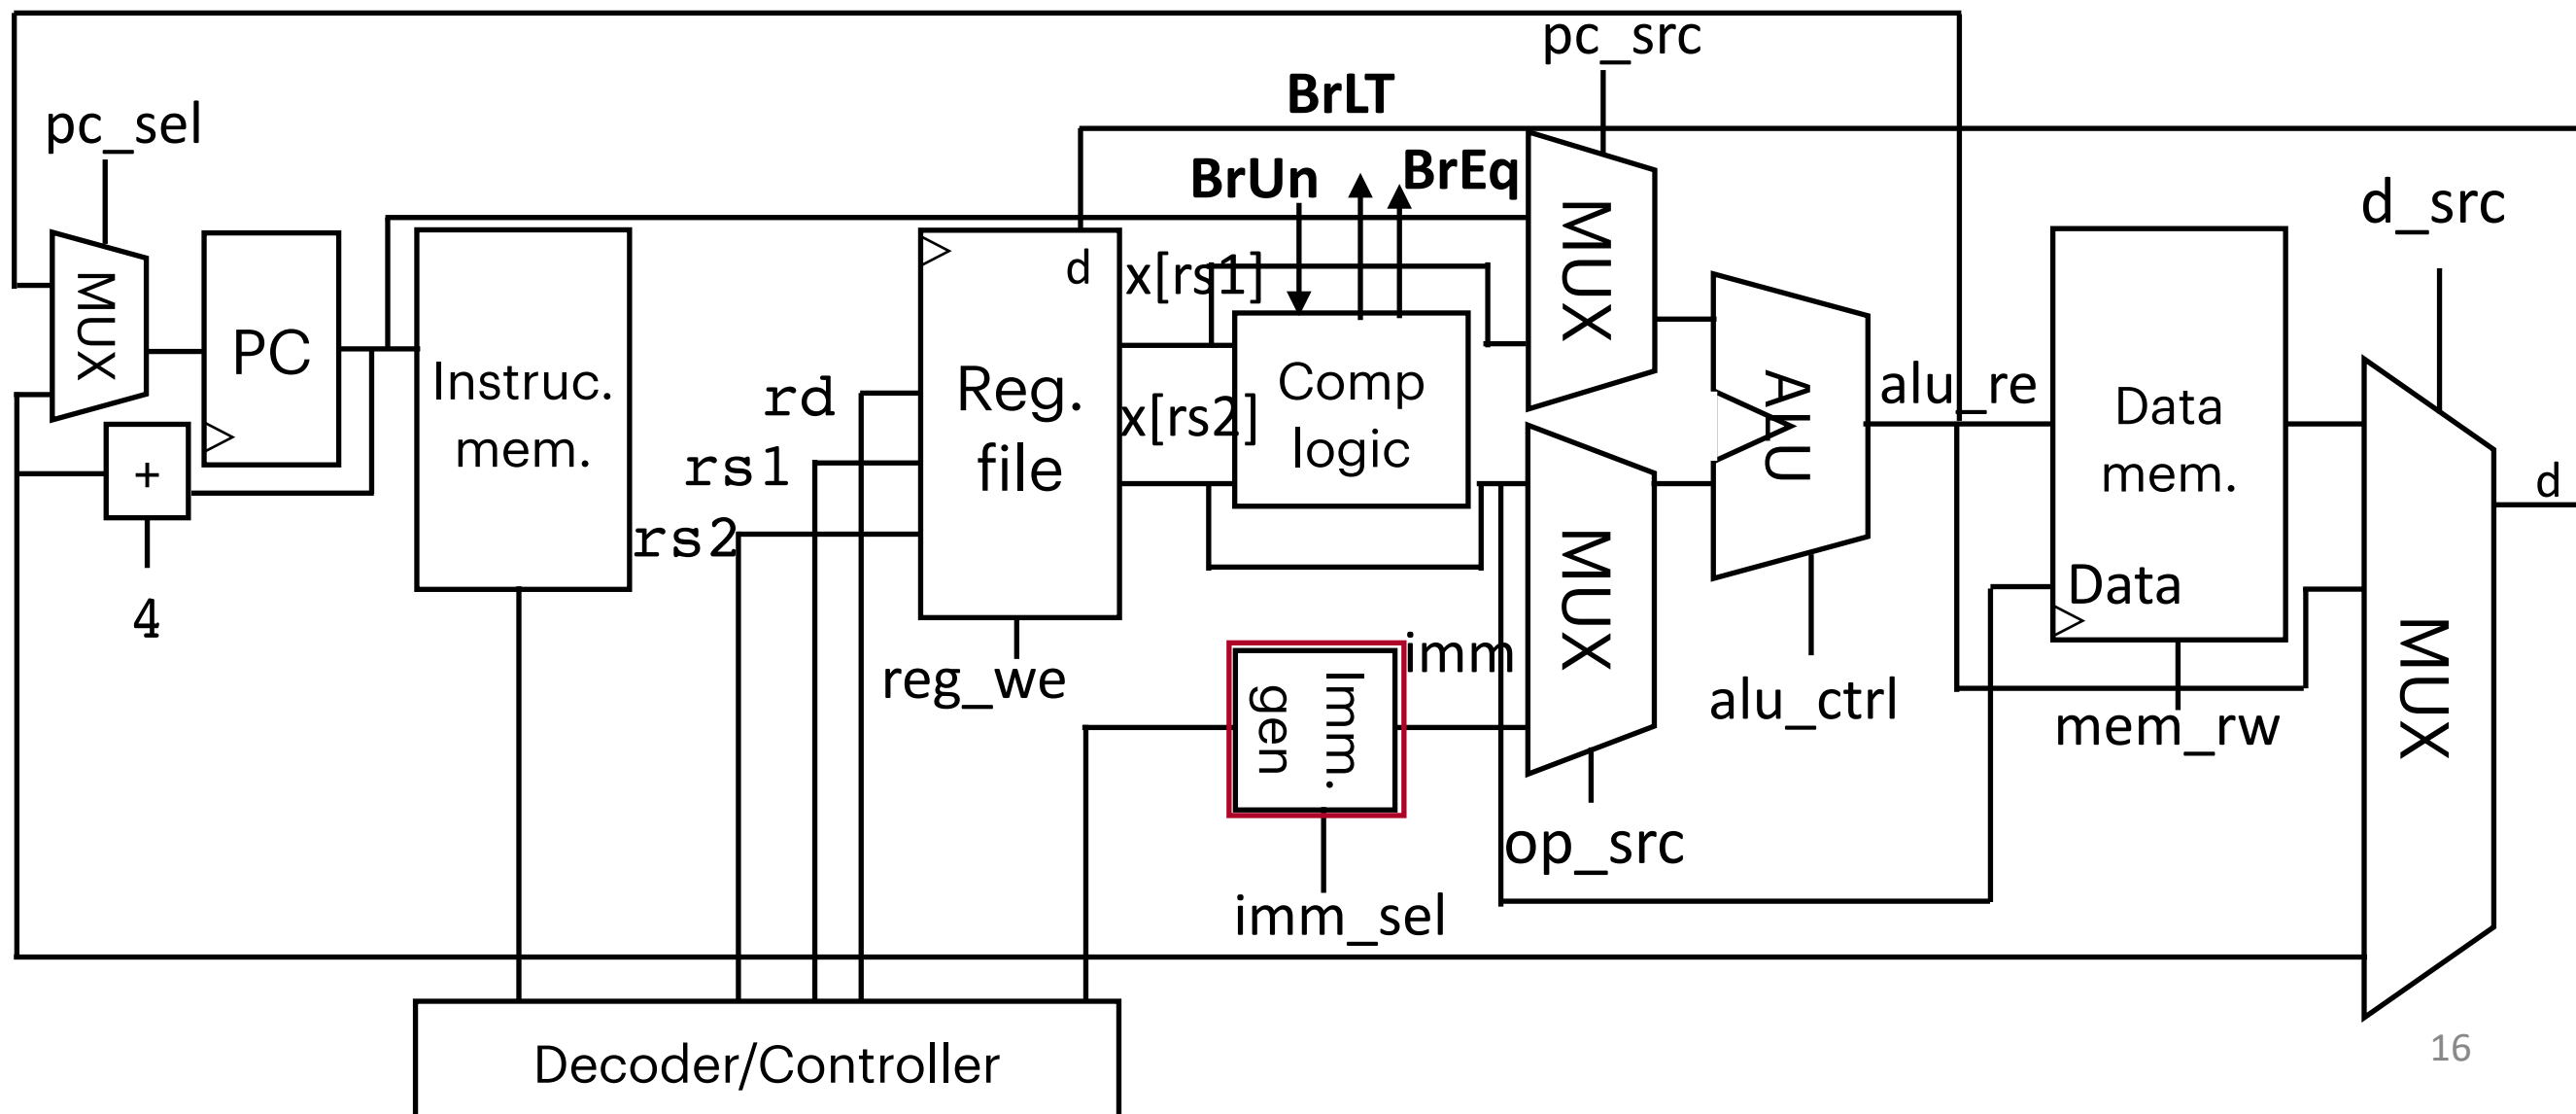 pc_src
BrLT
pc_sel
BrUn
BrEq
d_src
MUX
MUX
d
x[rs1]
PC
Instruc.
mem.
rd
Reg.
file
x[rs2]
Comp
logic
ALU
alu_re
Data
mem.
+
rs1
rs2
d
4
Data
reg_we
Imm.
gen
imm
MUX
alu_ctrl
mem_rw
MUX
op_src
imm_sel
Decoder/Controller
16